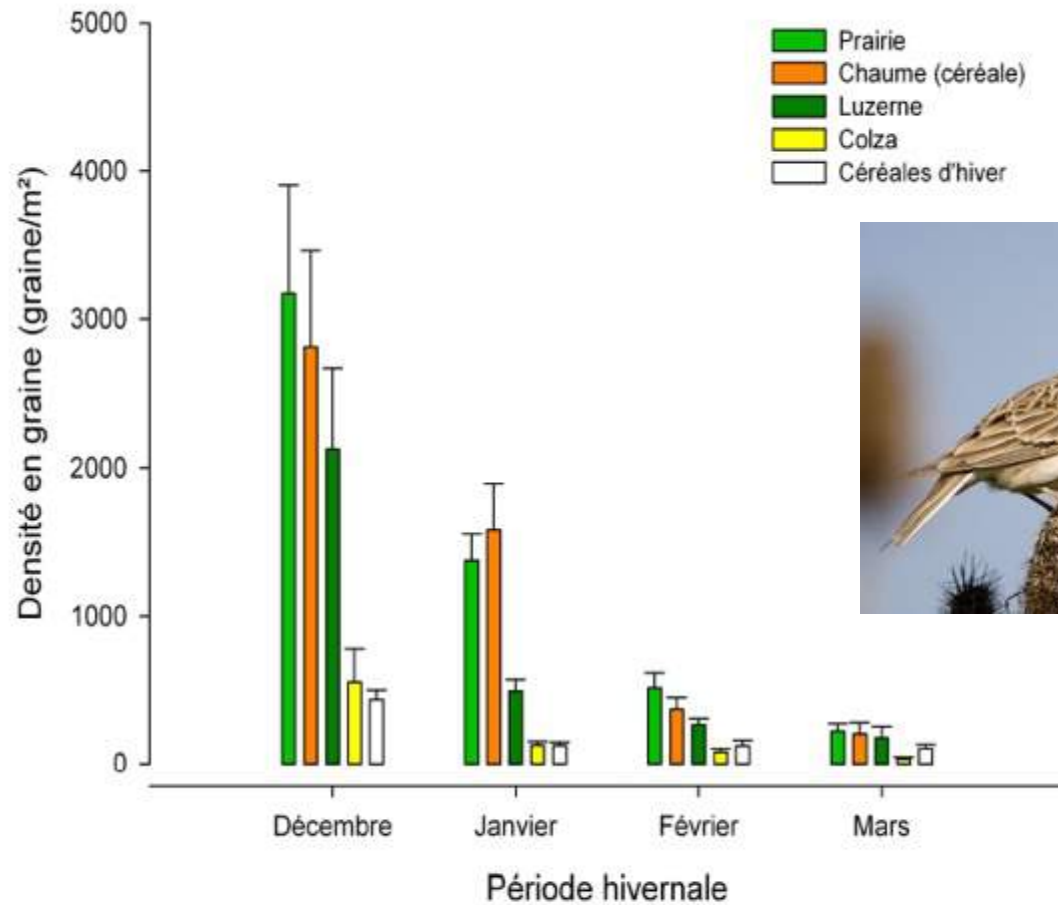 Densité en graine (graine/m²)
5000
4000
3000
2000
1000
0
Prairie
Chaume (céréale)
Luzerne
Colza
Céréales d'hiver
Décembre
Janvier
Février
Mars
Période hivernale